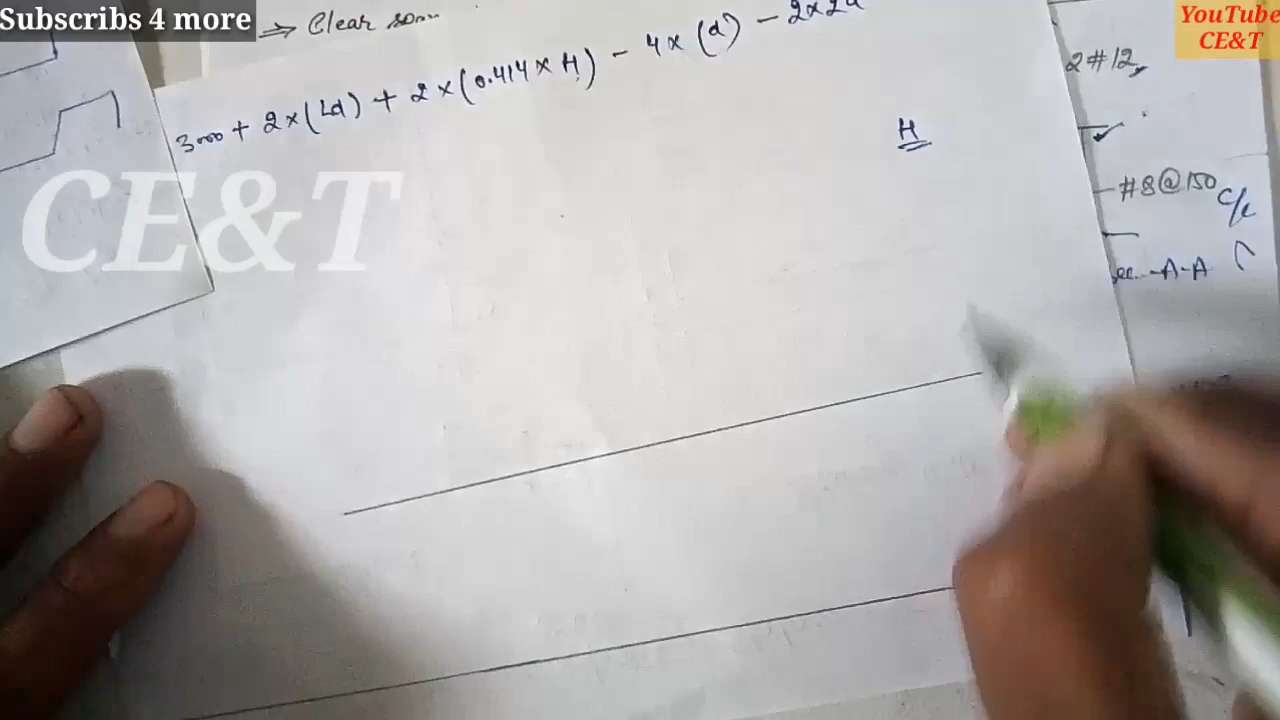 Subscribs 4 more
YouTube
CE&T
⇒ Clear
3000 + 2 × (Ld) + 2 × (0.414 × H) - 4 × (d) - 2×2d
H
2#12
#8@150 c/c
A-A
CE&T